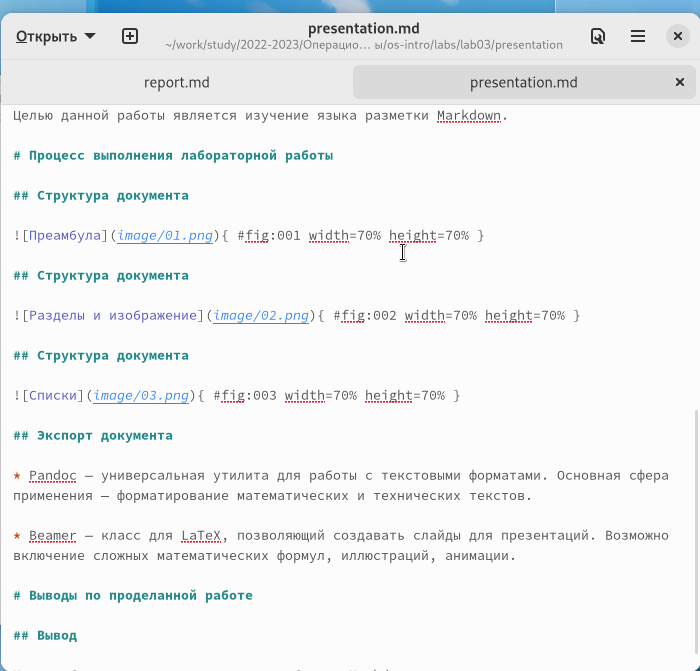 Открыть
presentation.md
~/work/study/2022-2023/Операцио... ы/os-intro/labs/lab03/presentation
report.md
presentation.md
Целью данной работы является изучение языка разметки Markdown.
# Процесс выполнения лабораторной работы
## Структура документа
![Преамбула](image/01.png){ #fig:001 width=70% height=70% }
## Структура документа
![Разделы и изображение](image/02.png){ #fig:002 width=70% height=70% }
## Структура документа
![Списки](image/03.png){ #fig:003 width=70% height=70% }
## Экспорт документа
* Pandoc — универсальная утилита для работы с текстовыми форматами. Основная сфера
применения — форматирование математических и технических текстов.
* Beamer — класс для LaTeX, позволяющий создавать слайды для презентаций. Возможно
включение сложных математических формул, иллюстраций, анимации.
# Выводы по проделанной работе
## Вывод